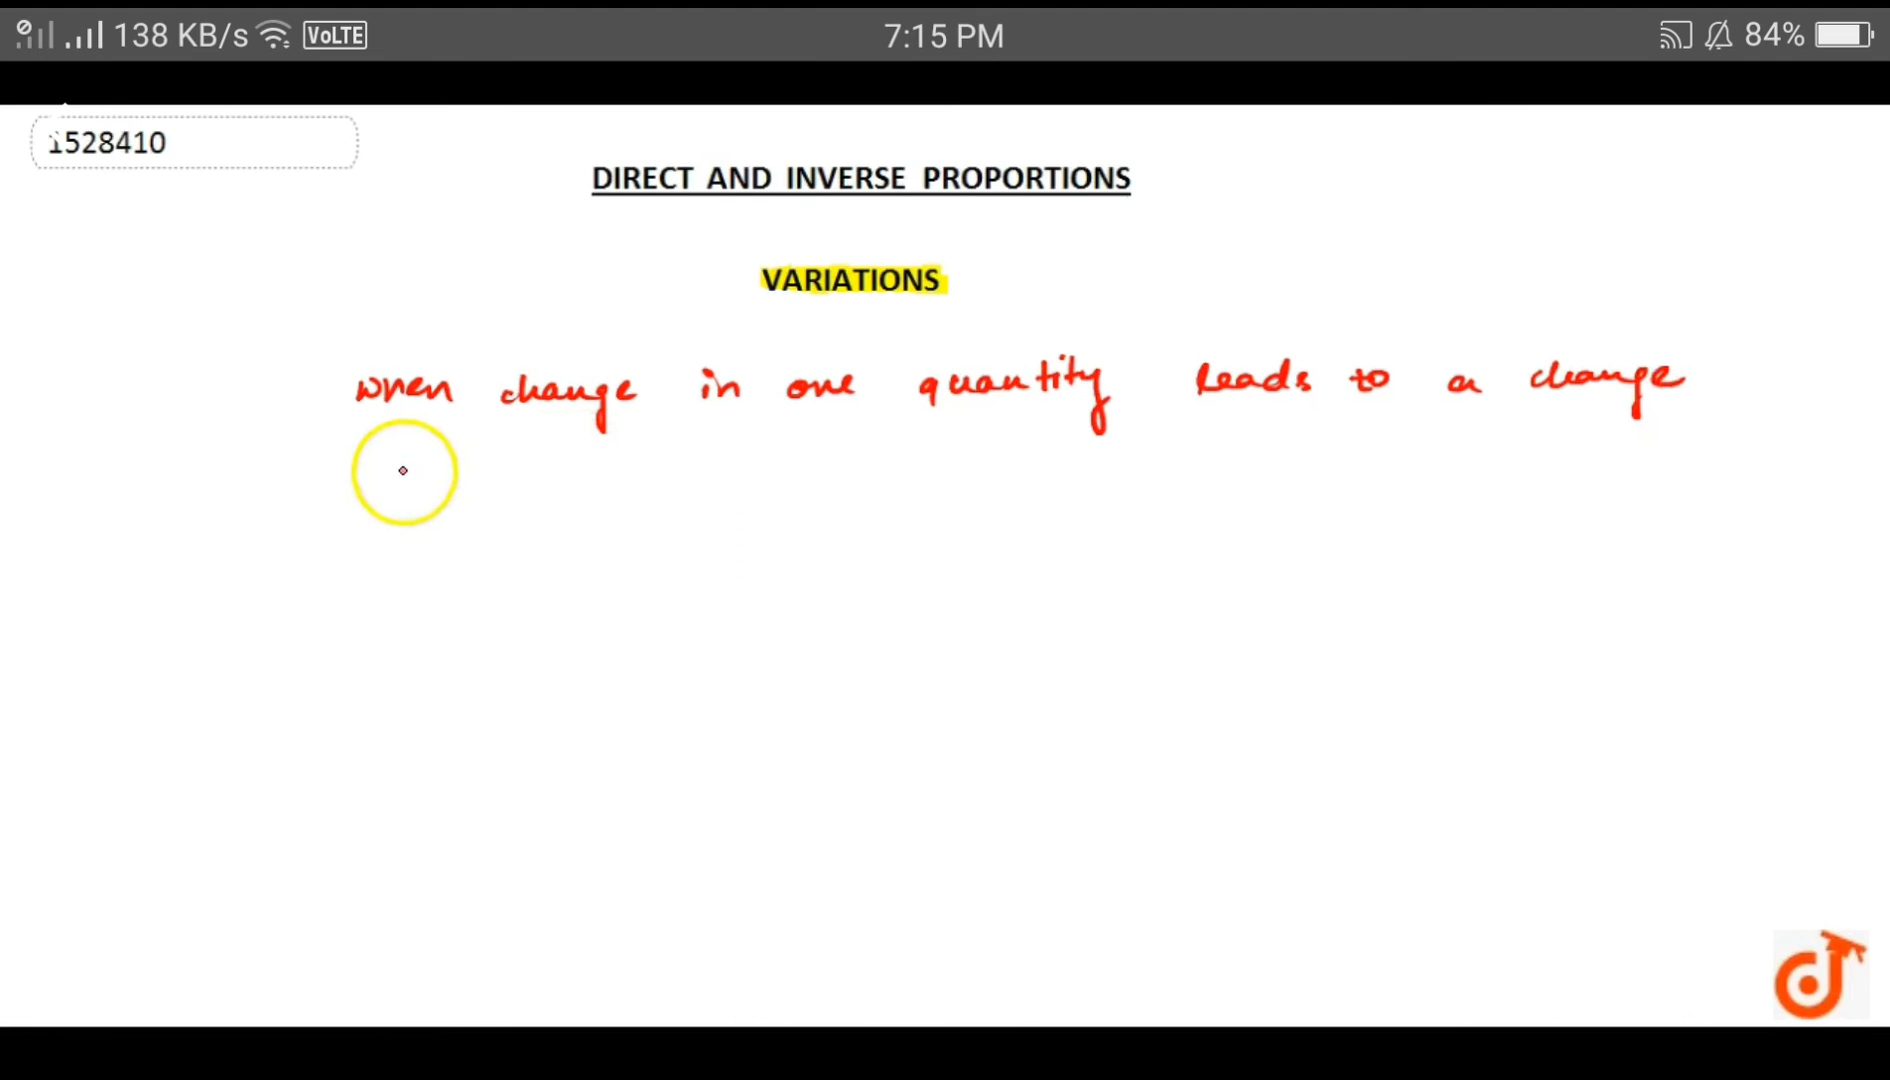 138 KB/s VoLTE 7:15 PM 84%
1528410
DIRECT AND INVERSE PROPORTIONS
VARIATIONS
when change in one quantity leads to a change